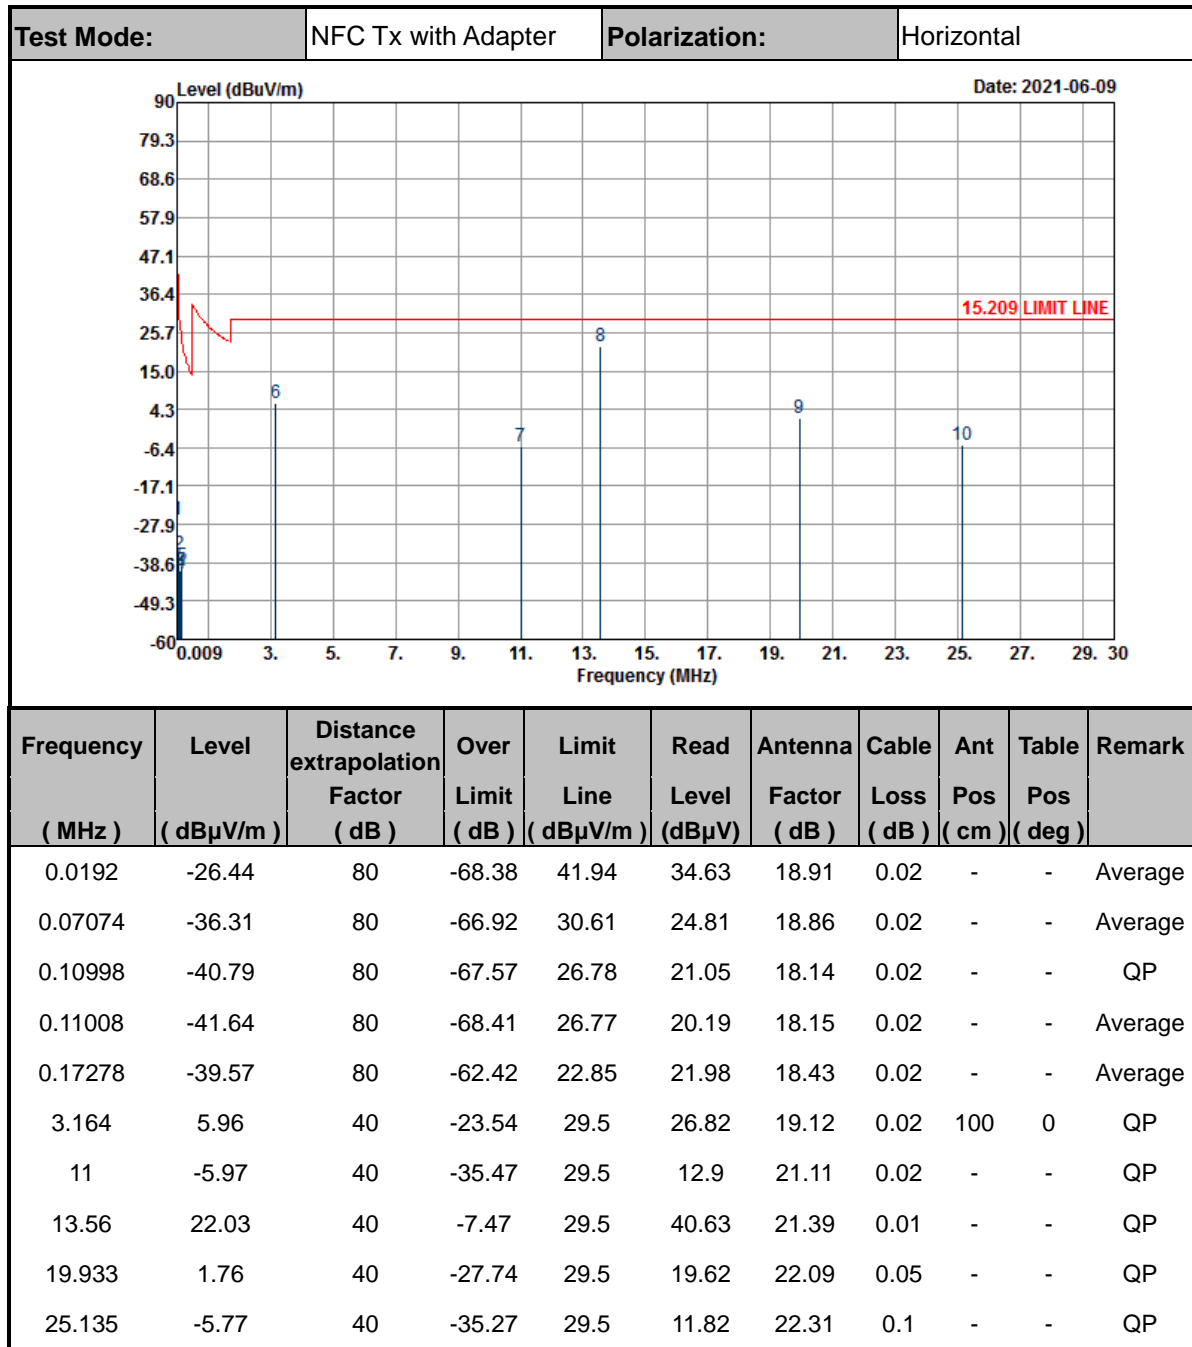 Test Mode: NFC Tx with Adapter Polarization: Horizontal
Level (dBuV/m) Date: 2021-06-09
90
79.3
68.6
57.9
47.1
36.4
15.209 LIMIT LINE
25.7
8
15.0
6
4.3
9
7
10
-6.4
-17.1
1
-27.9
2
5
-38.6
-49.3
-60
0.009 3. 5. 7. 9. 11. 13. 15. 17. 19. 21. 23. 25. 27. 29. 30
Frequency (MHz)
Frequency Level Distance extrapolation Over Limit Read Antenna Cable Ant Table Remark
Factor Limit Line Level Factor Loss Pos Pos
( MHz ) ( dBµV/m ) ( dB ) ( dB ) ( dBµV/m ) (dBµV) ( dB ) ( dB ) ( cm ) ( deg )
0.0192 -26.44 80 -68.38 41.94 34.63 18.91 0.02 - - Average
0.07074 -36.31 80 -66.92 30.61 24.81 18.86 0.02 - - Average
0.10998 -40.79 80 -67.57 26.78 21.05 18.14 0.02 - - QP
0.11008 -41.64 80 -68.41 26.77 20.19 18.15 0.02 - - Average
0.17278 -39.57 80 -62.42 22.85 21.98 18.43 0.02 - - Average
3.164 5.96 40 -23.54 29.5 26.82 19.12 0.02 100 0 QP
11 -5.97 40 -35.47 29.5 12.9 21.11 0.02 - - QP
13.56 22.03 40 -7.47 29.5 40.63 21.39 0.01 - - QP
19.933 1.76 40 -27.74 29.5 19.62 22.09 0.05 - - QP
25.135 -5.77 40 -35.27 29.5 11.82 22.31 0.1 - - QP